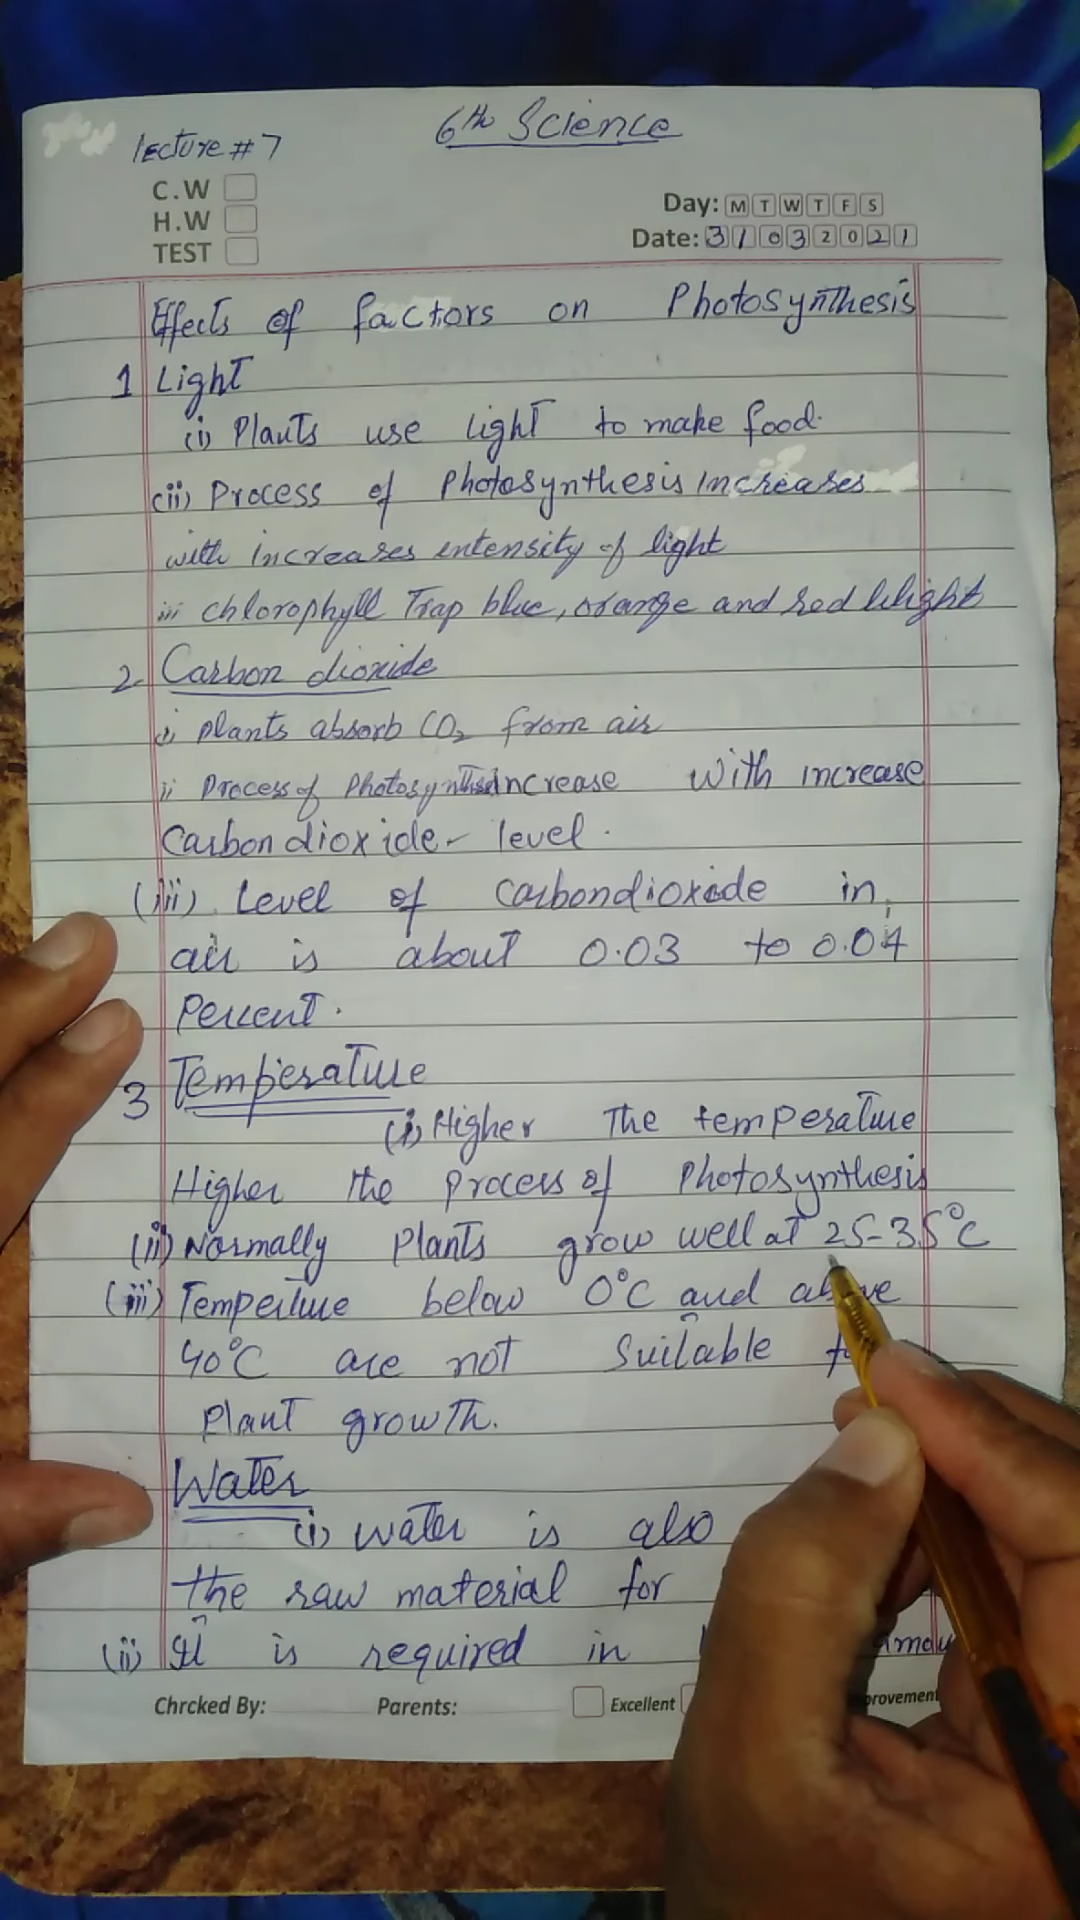 6th Science
Lecture #7
C.W
H.W
TEST
Day: M T W T F S
Date: 31 03 2021
Effects of factors on Photosynthesis
1 Light
(i) Plants use light to make food.
(ii) Process of Photosynthesis increases
with increases intensity of light
iii chlorophyll Trap blue, orange and red lelight
2 Carbon dioxide
i) plants absorb CO2 from air
ii Process of Photosynthesis increase With increase
Carbon dioxide level.
(iii) Level of Carbondioxide in
air is about 0.03 to 0.04
Percent.
3 Temperature
(i) Higher The temperature
Higher the process of Photosynthesis
(ii) Normally Plants grow well at 25-35°C
(iii) Temperture below 0°C and above
40°C are not Suitable
Plant growth.
Water
(i) water is also
the raw material for
(ii) It is required in
Chrcked By: Parents: Excellent